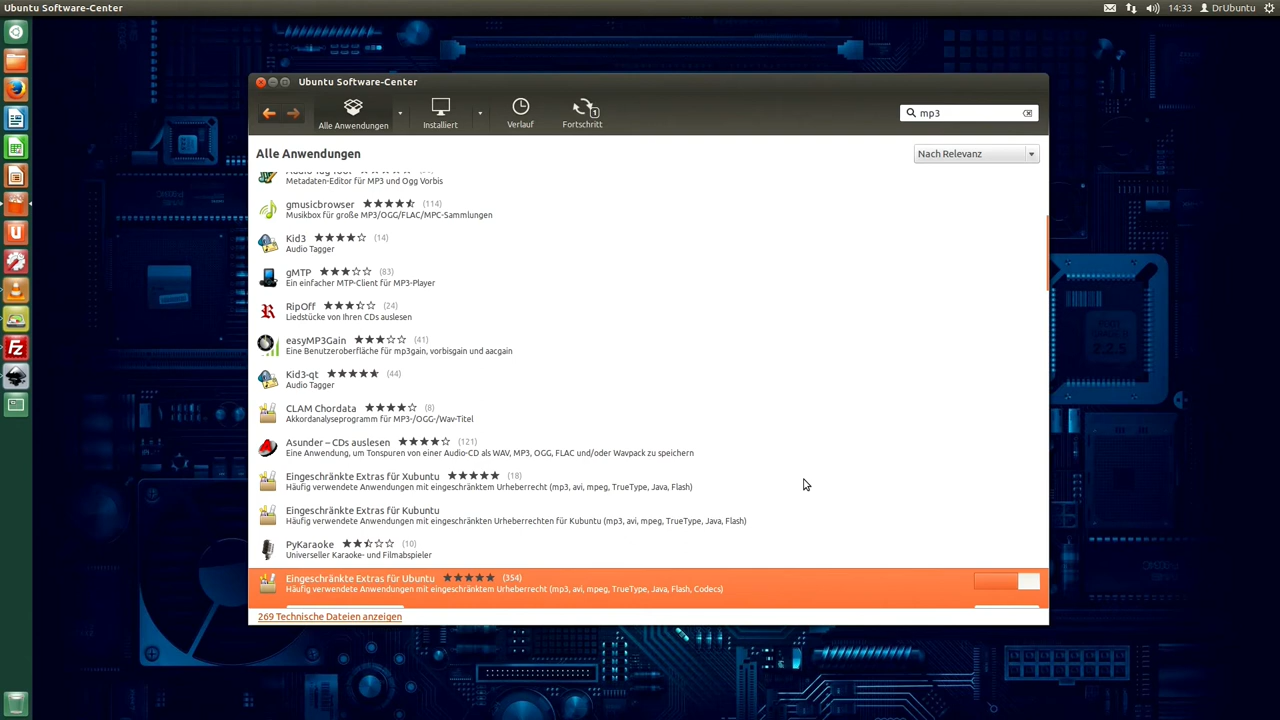 Ubuntu Software-Center
14:33 DrUbuntu
Ubuntu Software-Center
Alle Anwendungen
Installiert
Verlauf
Fortschritt
1
mp3
Alle Anwendungen
Nach Relevanz
Metadaten-Editor für MP3 und Ogg Vorbis
gmusicbrowser (114)
Musikbox für große MP3/OGG/FLAC/MPC-Sammlungen
Kid3 (14)
Audio Tagger
gMTP (83)
Ein einfacher MTP-Client für MP3-Player
RipOff (24)
Liedstücke von Ihren CDs auslesen
easyMP3Gain (41)
Eine Benutzeroberfläche für mp3gain, vorbisgain und aacgain
Kid3-qt (44)
Audio Tagger
CLAM Chordata (8)
Akkordanalyseprogramm für MP3-/OGG-/Wav-Titel
Asunder – CDs auslesen (121)
Eine Anwendung, um Tonspuren von einer Audio-CD als WAV, MP3, OGG, FLAC und/oder Wavpack zu speichern
Eingeschränkte Extras für Xubuntu (18)
Häufig verwendete Anwendungen mit eingeschränktem Urheberrecht (mp3, avi, mpeg, TrueType, Java, Flash)
Eingeschränkte Extras für Kubuntu
Häufig verwendete Anwendungen mit eingeschränkten Urheberrechten für Kubuntu (mp3, avi, mpeg, TrueType, Java, Flash)
PyKaraoke (10)
Universeller Karaoke- und Filmabspieler
Eingeschränkte Extras für Ubuntu (354)
Häufig verwendete Anwendungen mit eingeschränktem Urheberrecht (mp3, avi, mpeg, TrueType, Java, Flash, Codecs)
269 Technische Dateien anzeigen